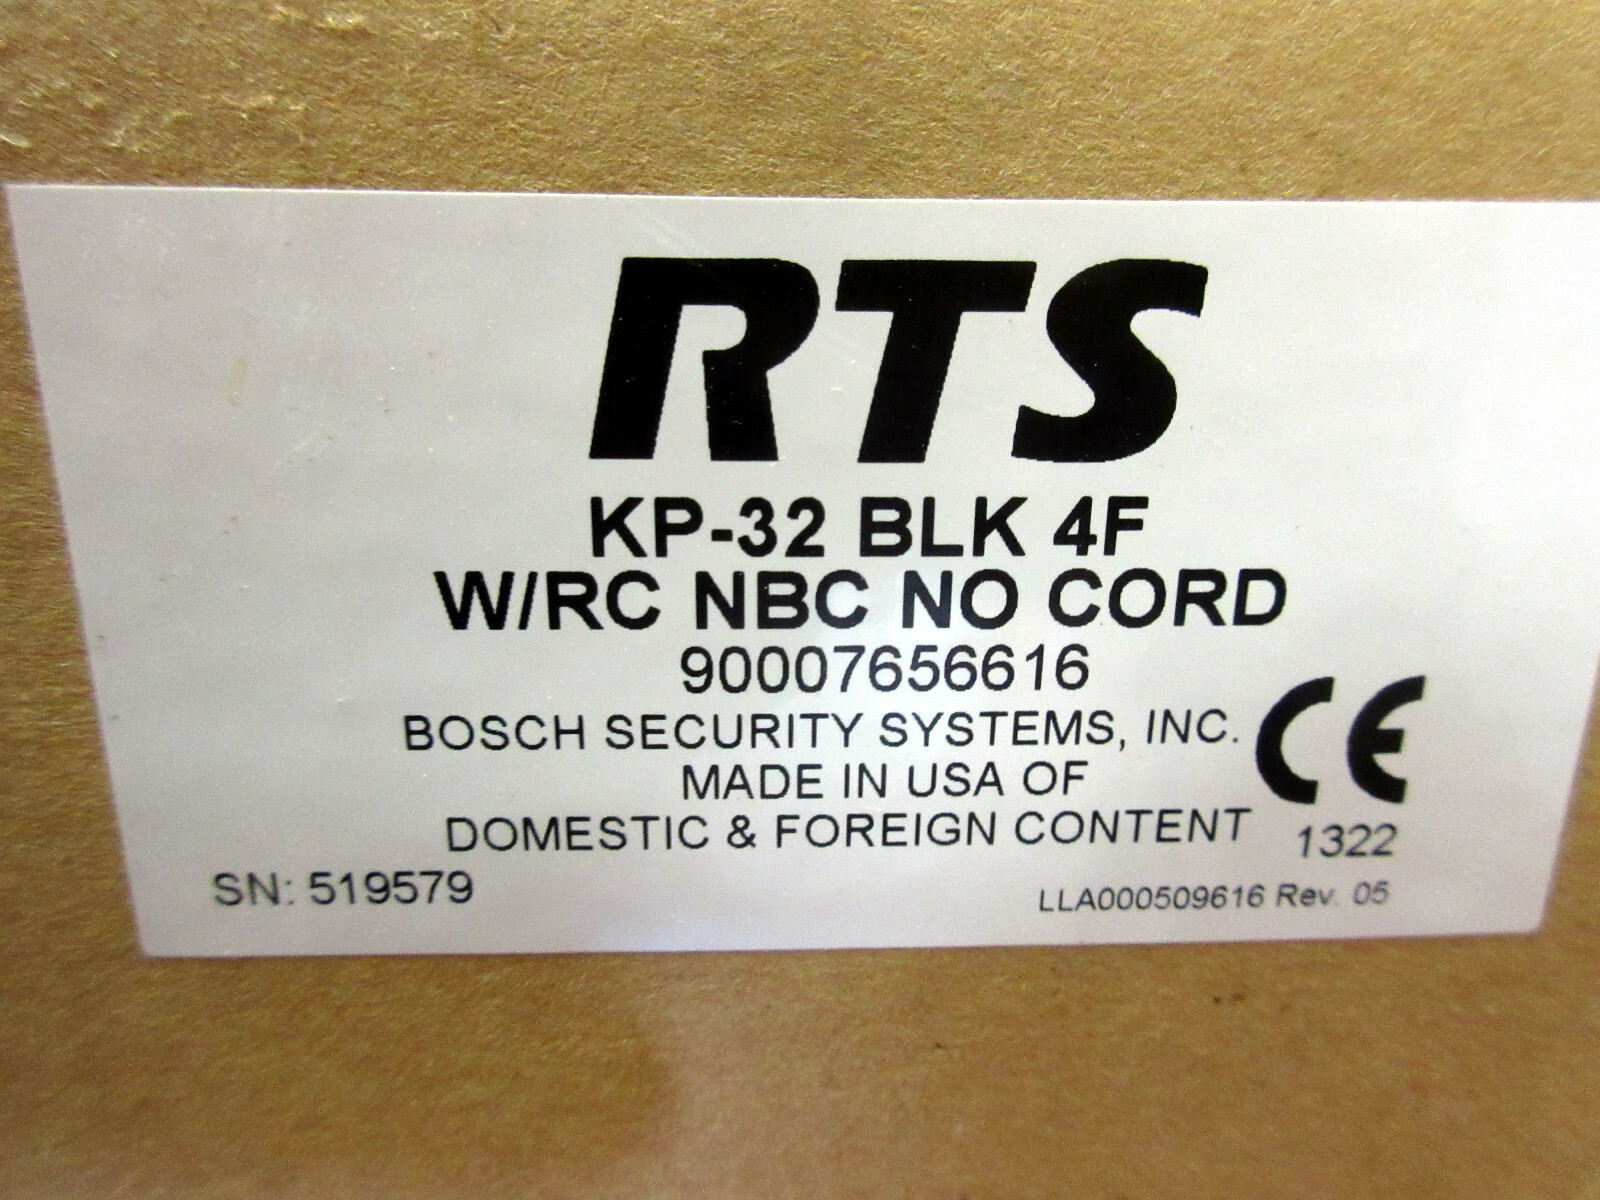 RTS
KP-32 BLK 4F
W/RC NBC NO CORD
90007656616
BOSCH SECURITY SYSTEMS, INC.
MADE IN USA OF
DOMESTIC & FOREIGN CONTENT
CE
1322
SN: 519579
LLA000509616 Rev. 05